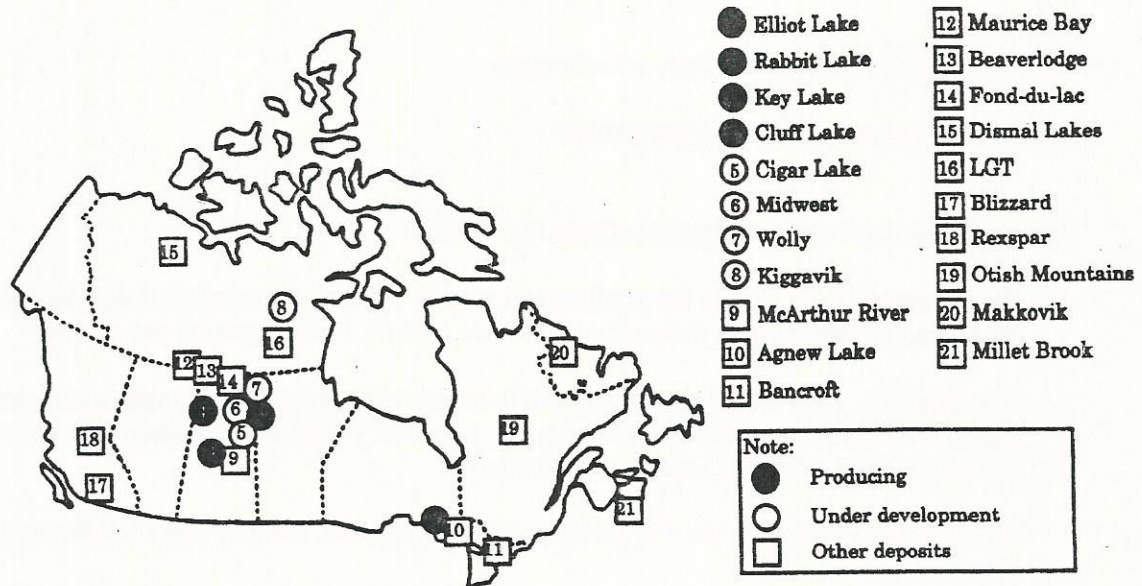 Elliot Lake
Rabbit Lake
Key Lake
Cluff Lake
5 Cigar Lake
6 Midwest
7 Wolly
8 Kiggavik
9 McArthur River
10 Agnew Lake
11 Bancroft
12 Maurice Bay
13 Beaverlodge
14 Fond-du-lac
15 Dismal Lakes
16 LGT
17 Blizzard
18 Rexspar
19 Otish Mountains
20 Makkovik
21 Millet Brook
15
8
16
12
13
14
7
6
5
9
18
17
20
19
21
10
11
Note:
Producing
Under development
Other deposits